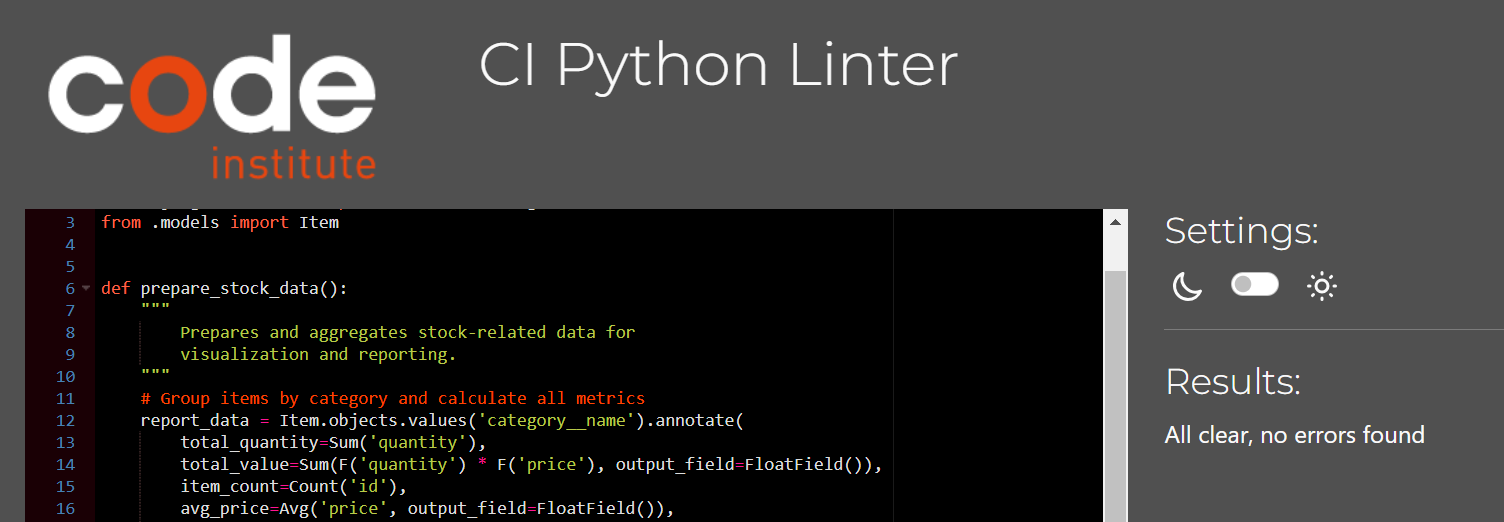 code
institute
CI Python Linter
3 from .models import Item
4
5
6 def prepare_stock_data():
7 """
8 Prepares and aggregates stock-related data for
9 visualization and reporting.
10 """
11 # Group items by category and calculate all metrics
12 report_data = Item.objects.values('category__name').annotate(
13 total_quantity=Sum('quantity'),
14 total_value=Sum(F('quantity') * F('price'), output_field=FloatField()),
15 item_count=Count('id'),
16 avg_price=Avg('price', output_field=FloatField()),
Settings:
Results:
All clear, no errors found